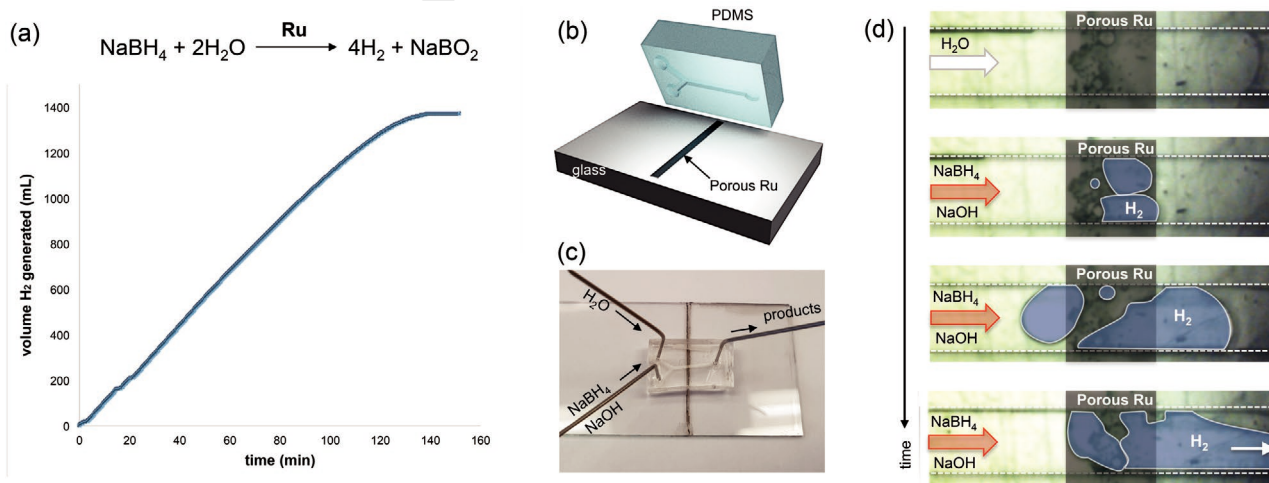 (a)
Ru
NaBH₄ + 2H₂O → 4H₂ + NaBO₂
volume H₂ generated (mL)
1400
1200
1000
800
600
400
200
0
0 20 40 60 80 100 120 140 160
time (min)
(b)
PDMS
glass
Porous Ru
(c)
H₂O
products
NaBH₄
NaOH
(d)
time
Porous Ru
H₂O
Porous Ru
NaBH₄
NaOH
H₂
Porous Ru
NaBH₄
NaOH
H₂
Porous Ru
NaBH₄
NaOH
H₂